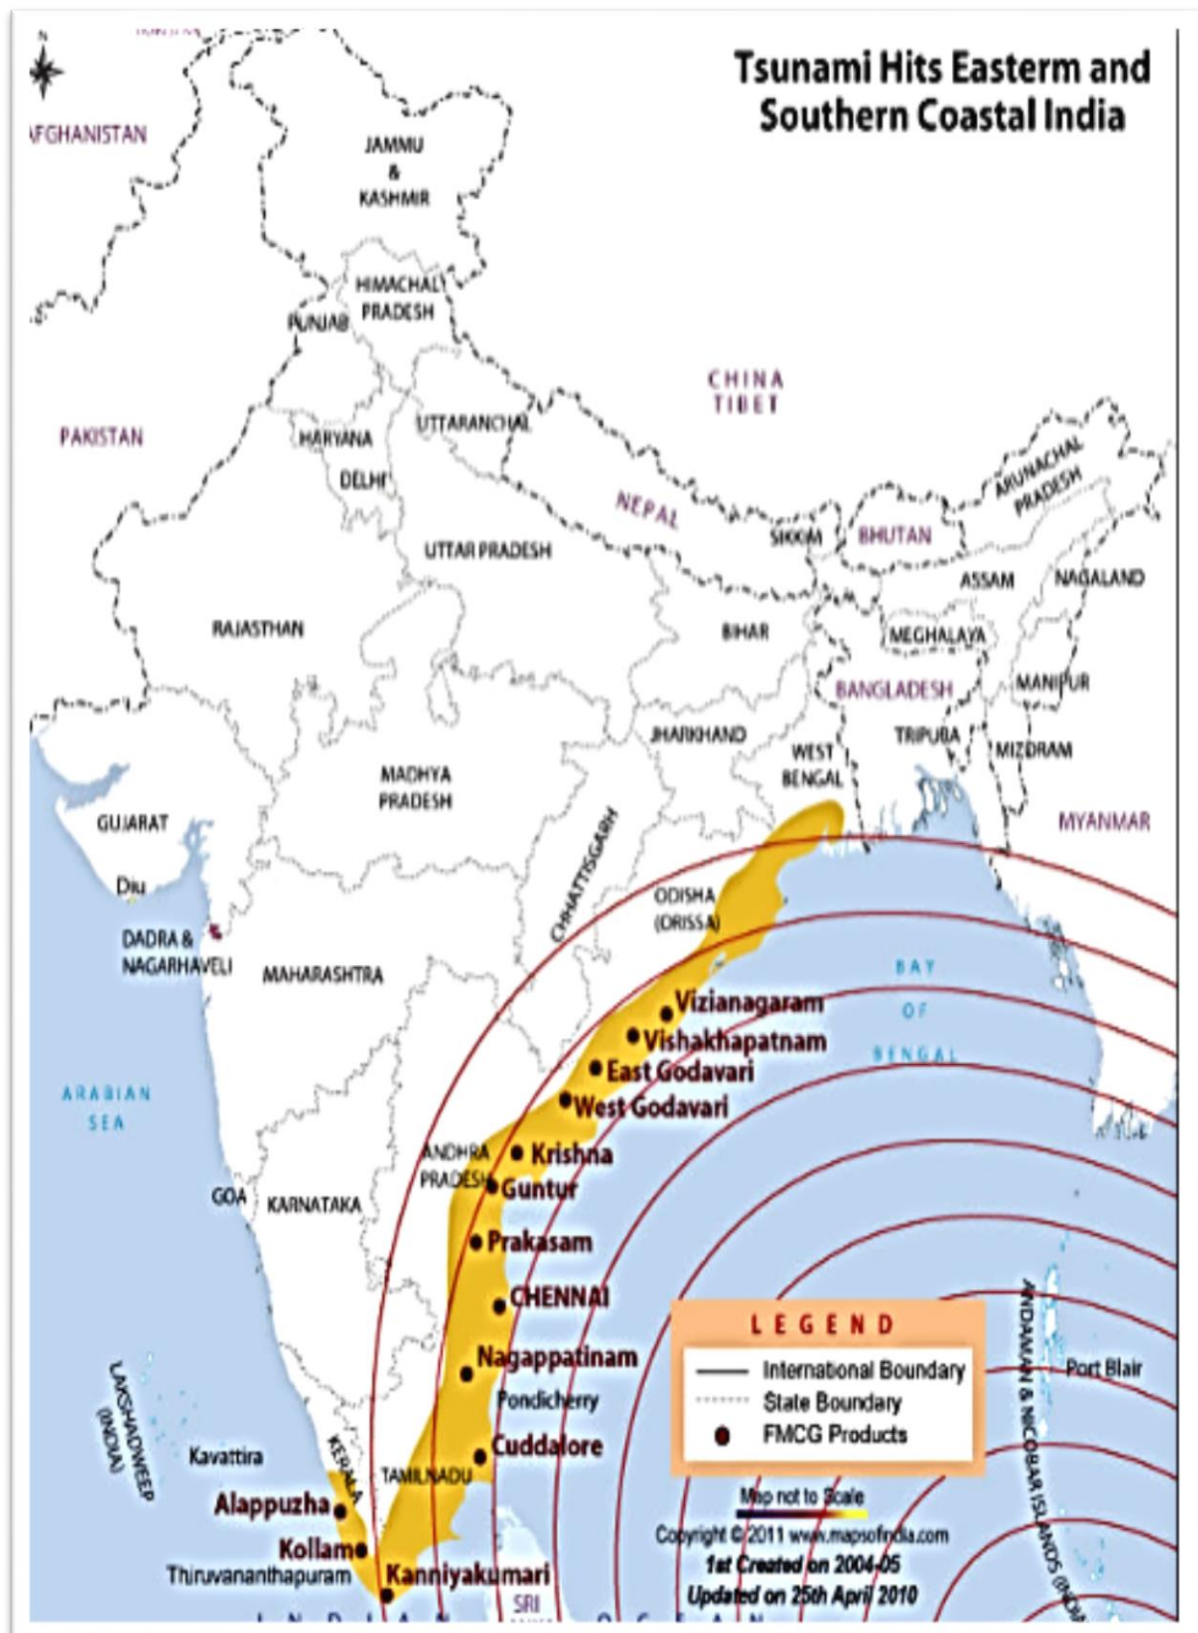 N
Tsunami Hits Easterm and
Southern Coastal India
AFGHANISTAN
JAMMU
&
KASHMIR
HIMACHAL
PRADESH
PUNJAB
CHINA
TIBET
PAKISTAN
UTTARANCHAL
HARYANA
DELHI
ARUNACHAL
PRADESH
NEPAL
SIKKIM
BHUTAN
UTTAR PRADESH
ASSAM
NAGALAND
RAJASTHAN
BIHAR
MEGHALAYA
BANGLADESH
MANIPUR
JHARKHAND
WEST
BENGAL
TRIPURA
MIZORAM
MADHYA
PRADESH
GUJARAT
MYANMAR
CHHATTISGARH
Diu
ODISHA
(ORISSA)
DADRA &
NAGARHAVELI
MAHARASHTRA
BAY
OF
BENGAL
Vizianagaram
Vishakhapatnam
East Godavari
West Godavari
ARABIAN
SEA
ANDHRA
PRADESH
Krishna
Guntur
GOA
KARNATAKA
Prakasam
CHENNAI
LEGEND
International Boundary
State Boundary
FMCG Products
Nagappatinam
Pondicherry
Cuddalore
ANDAMAN & NICOBAR ISLANDS (INDIA)
Port Blair
LAKSHADWEEP
(INDIA)
Kavattira
KERALA
TAMILNADU
Alappuzha
Kollam
Thiruvananthapuram
Kanniyakumari
Map not to Scale
Copyright © 2011 www.mapsofindia.com
1st Created on 2004-05
Updated on 25th April 2010
SRI
INDIAN OCEAN